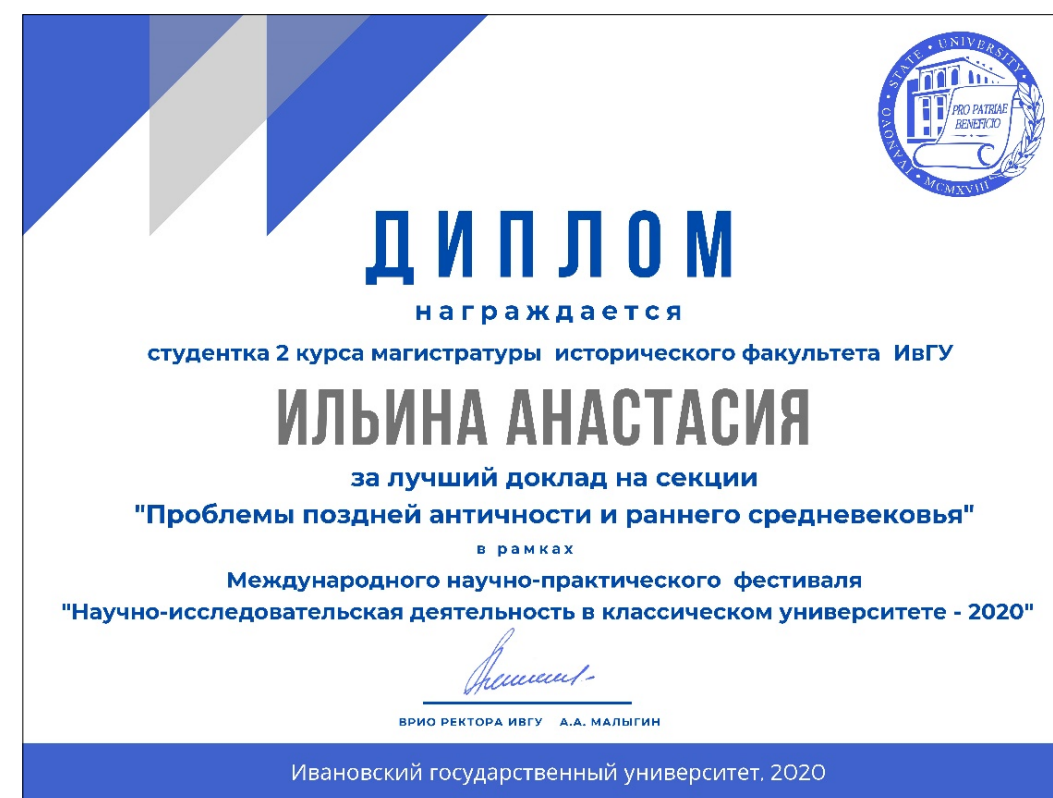 IVANOVO • STATE • UNIVERSITY • MCMXVIII
PRO PATRIAE
BENEFICIO
ДИПЛОМ
награждается
студентка 2 курса магистратуры исторического факультета ИвГУ
ИЛЬИНА АНАСТАСИЯ
за лучший доклад на секции
"Проблемы поздней античности и раннего средневековья"
в рамках
Международного научно-практического фестиваля
"Научно-исследовательская деятельность в классическом университете - 2020"
ВРИО РЕКТОРА ИВГУ А.А. МАЛЫГИН
Ивановский государственный университет, 2020